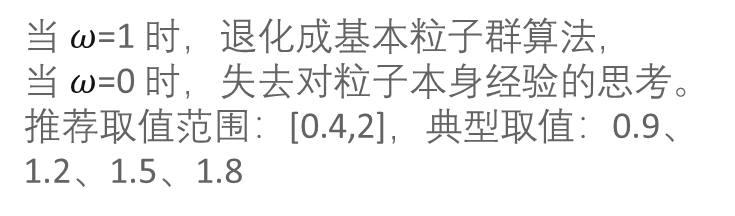 当 ω=1 时，退化成基本粒子群算法，
当 ω=0 时，失去对粒子本身经验的思考。
推荐取值范围：[0.4,2]，典型取值：0.9、
1.2、1.5、1.8